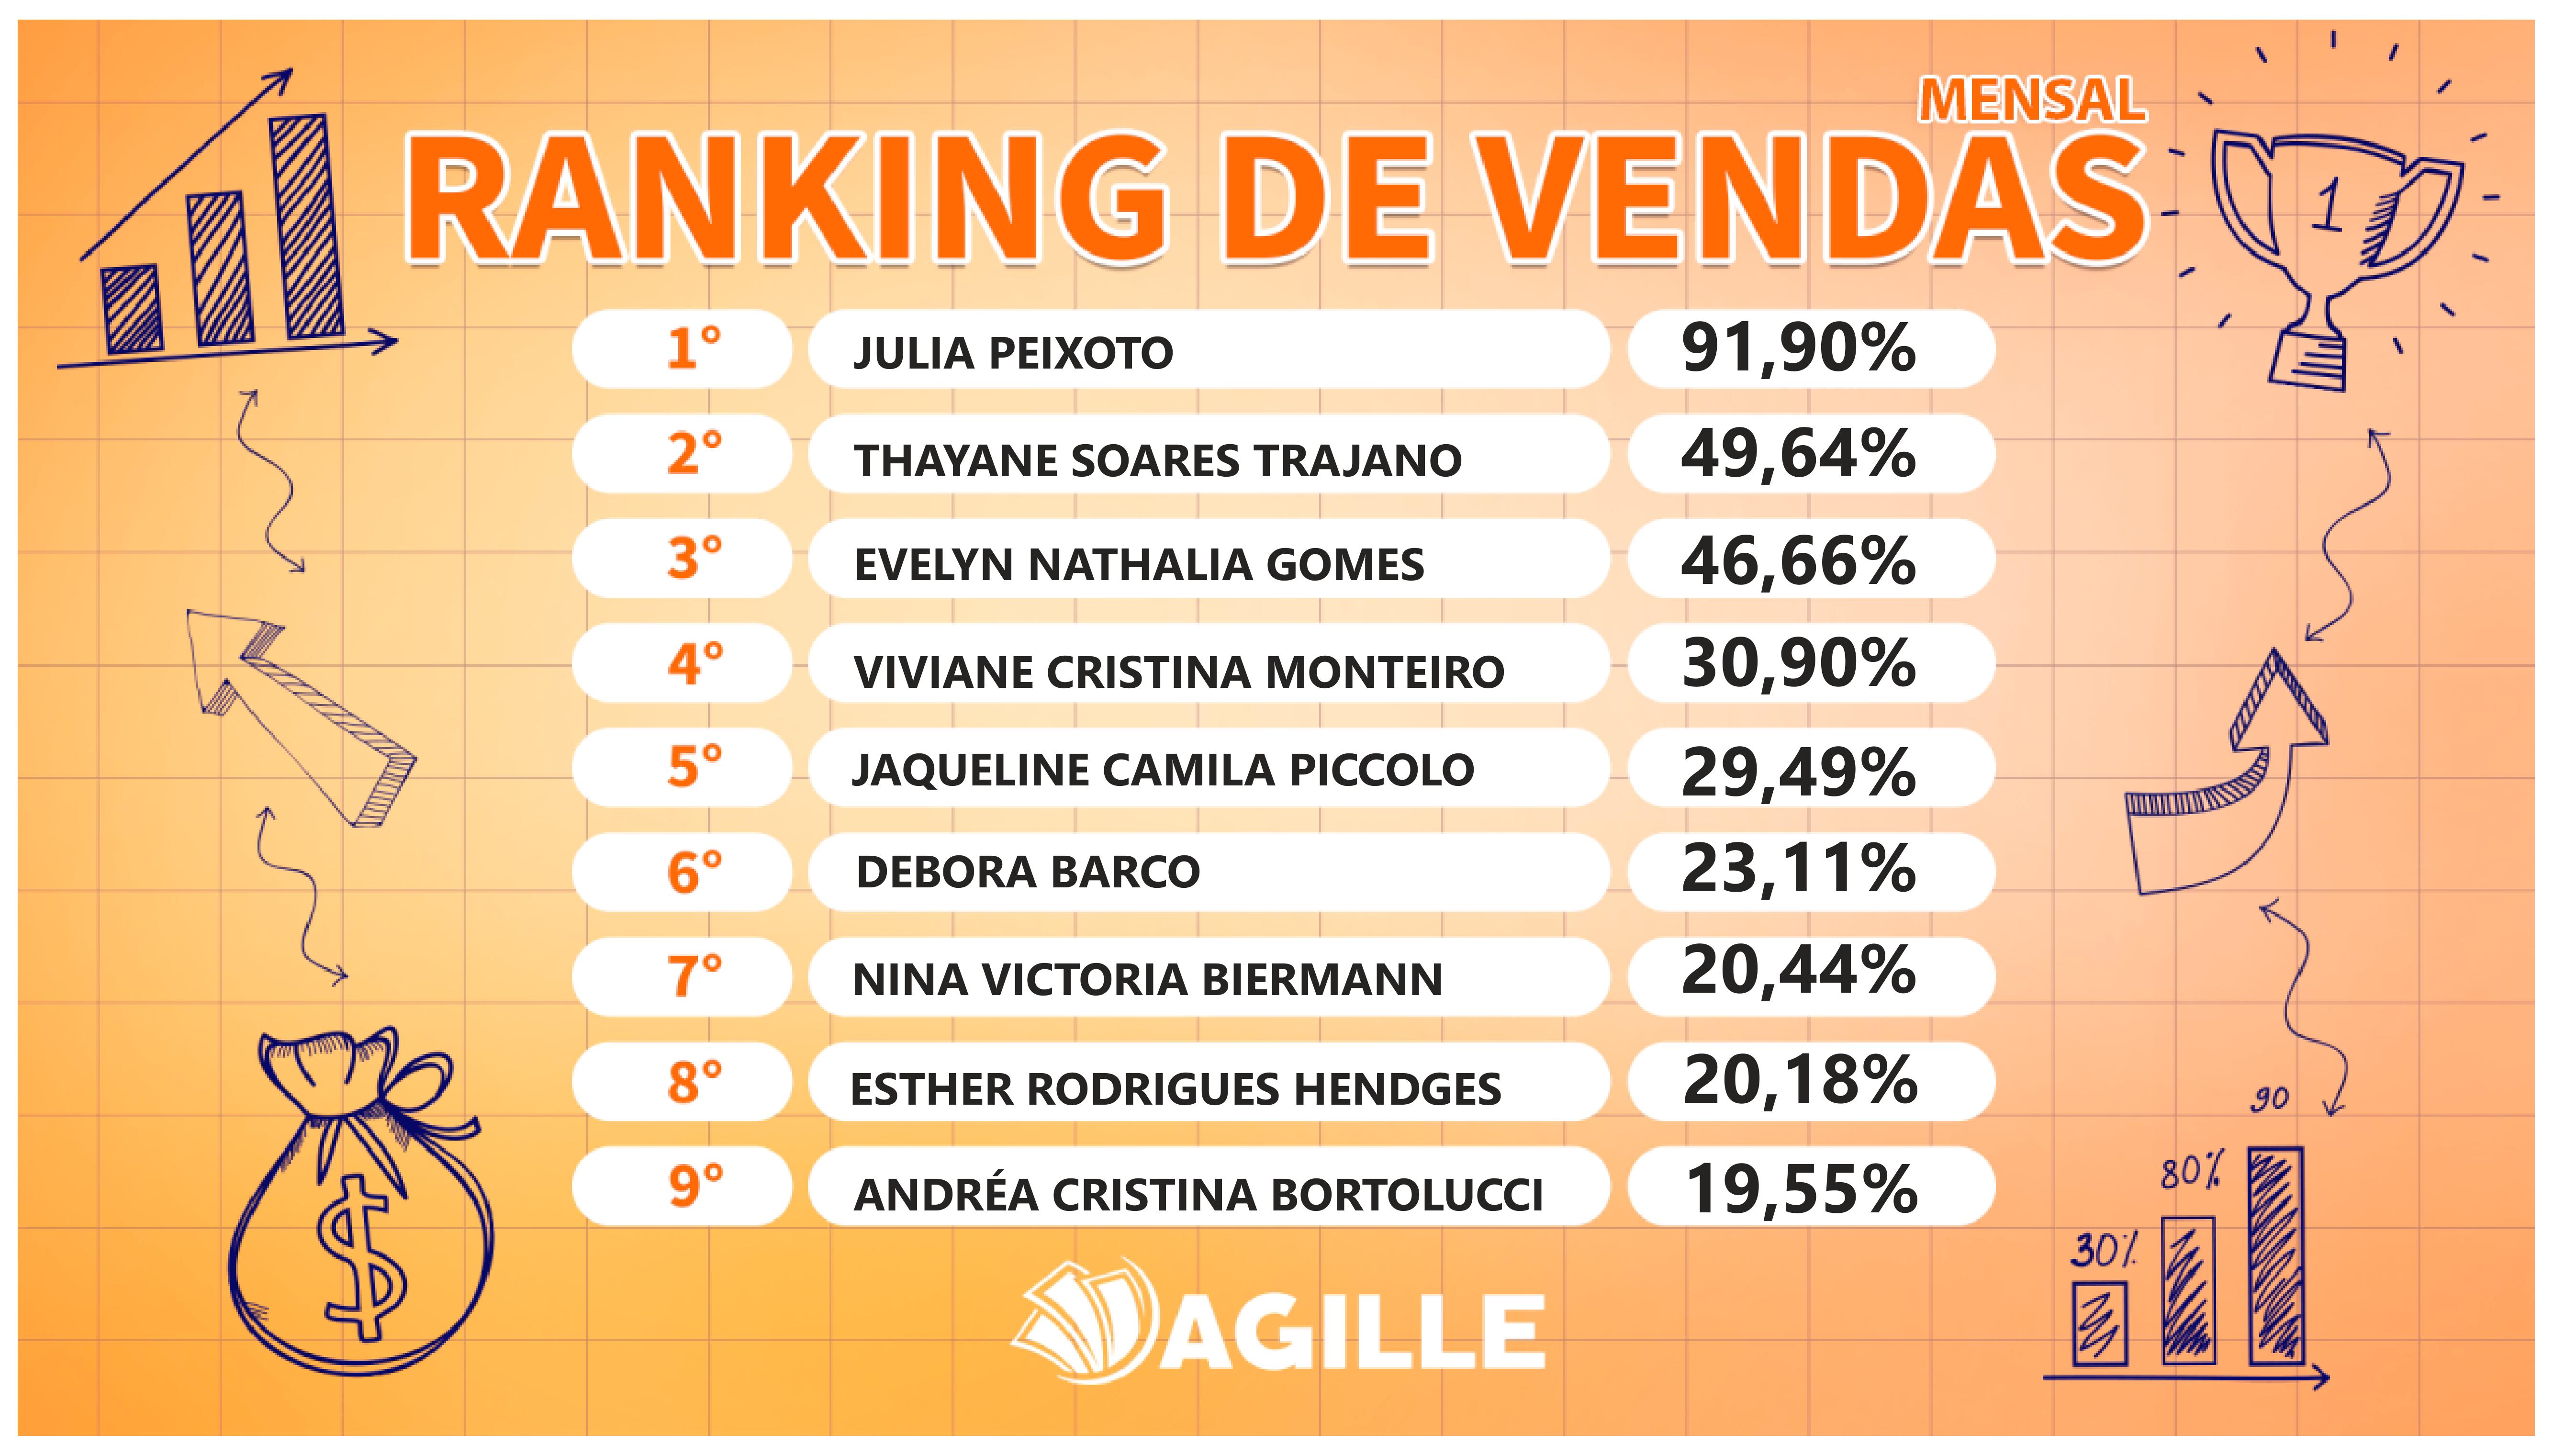 MENSAL
RANKING DE VENDAS
1
1° JULIA PEIXOTO 91,90%
2° THAYANE SOARES TRAJANO 49,64%
3° EVELYN NATHALIA GOMES 46,66%
4° VIVIANE CRISTINA MONTEIRO 30,90%
5° JAQUELINE CAMILA PICCOLO 29,49%
6° DEBORA BARCO 23,11%
7° NINA VICTORIA BIERMANN 20,44%
8° ESTHER RODRIGUES HENDGES 20,18%
9° ANDRÉA CRISTINA BORTOLUCCI 19,55%
$
AGILLE
30%
80%
90